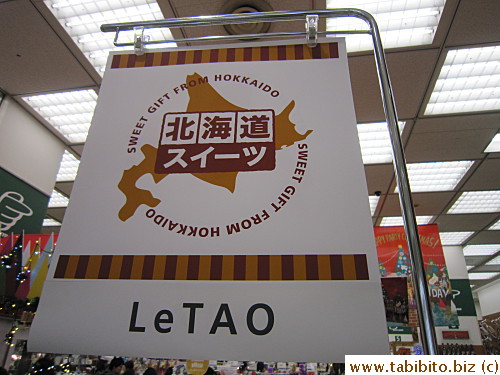 SWEET GIFT FROM HOKKAIDO
北海道
スイーツ
SWEET GIFT FROM HOKKAIDO
LeTAO
www.tabibito.biz (c)